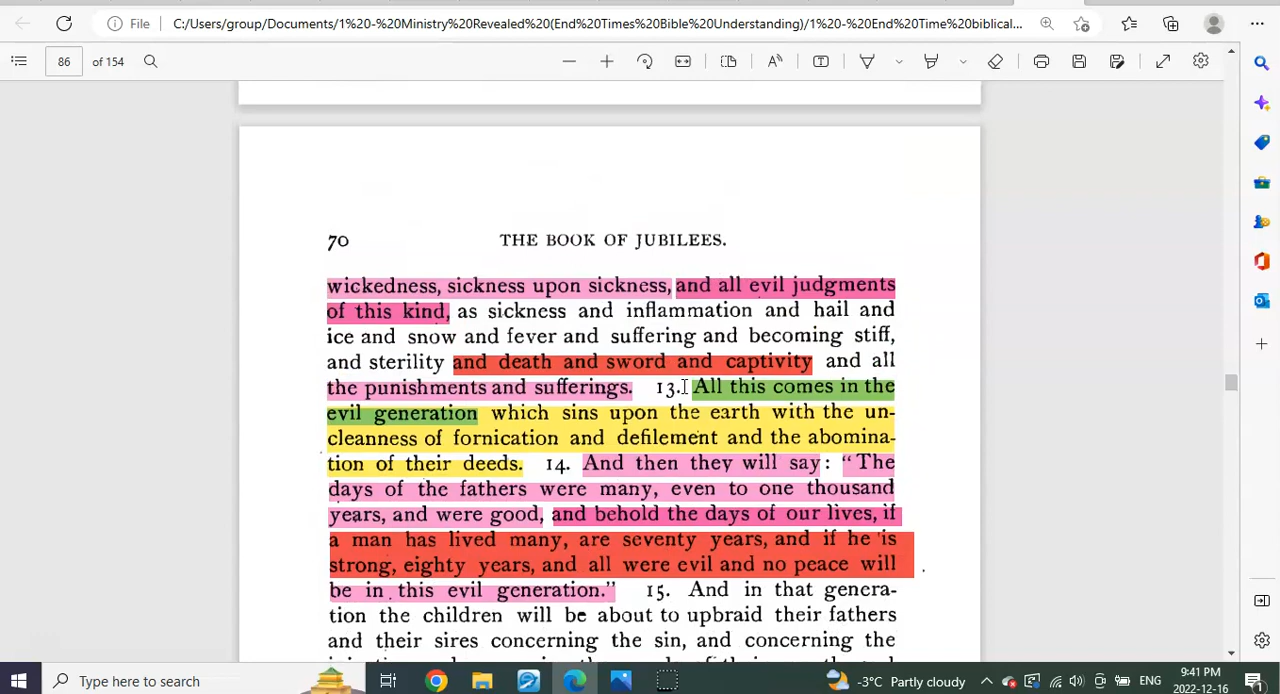 File
C:/Users/group/Documents/1%20-%20Ministry%20Revealed%20(End%20Times%20Bible%20Understanding)/1%20-%20End%20Time%20biblical...
86 of 154
70 THE BOOK OF JUBILEES.
wickedness, sickness upon sickness, and all evil judgments
of this kind, as sickness and inflammation and hail and
ice and snow and fever and suffering and becoming stiff,
and sterility and death and sword and captivity and all
the punishments and sufferings. 13. All this comes in the
evil generation which sins upon the earth with the un-
cleanness of fornication and defilement and the abomina-
tion of their deeds. 14. And then they will say: “The
days of the fathers were many, even to one thousand
years, and were good, and behold the days of our lives, if
a man has lived many, are seventy years, and if he is
strong, eighty years, and all were evil and no peace will
be in this evil generation.” 15. And in that genera-
tion the children will be about to upbraid their fathers
and their sires concerning the sin, and concerning the
Type here to search
-3°C Partly cloudy
ENG
9:41 PM
2022-12-16